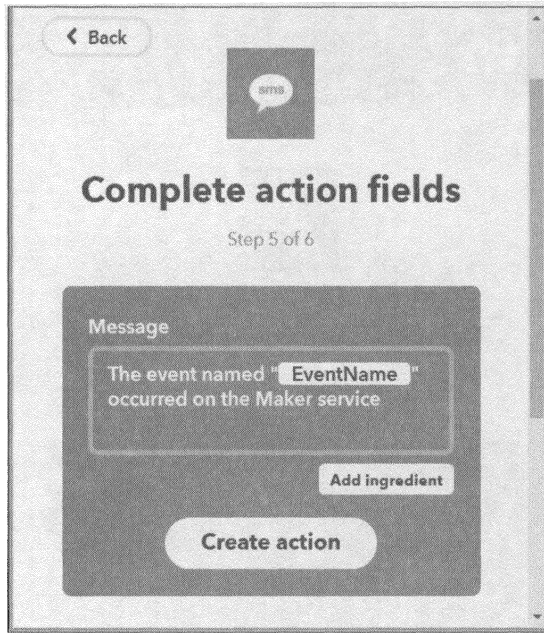 Back
sms
Complete action fields
Step 5 of 6
Message
The event named " EventName "
occurred on the Maker service
Add ingredient
Create action